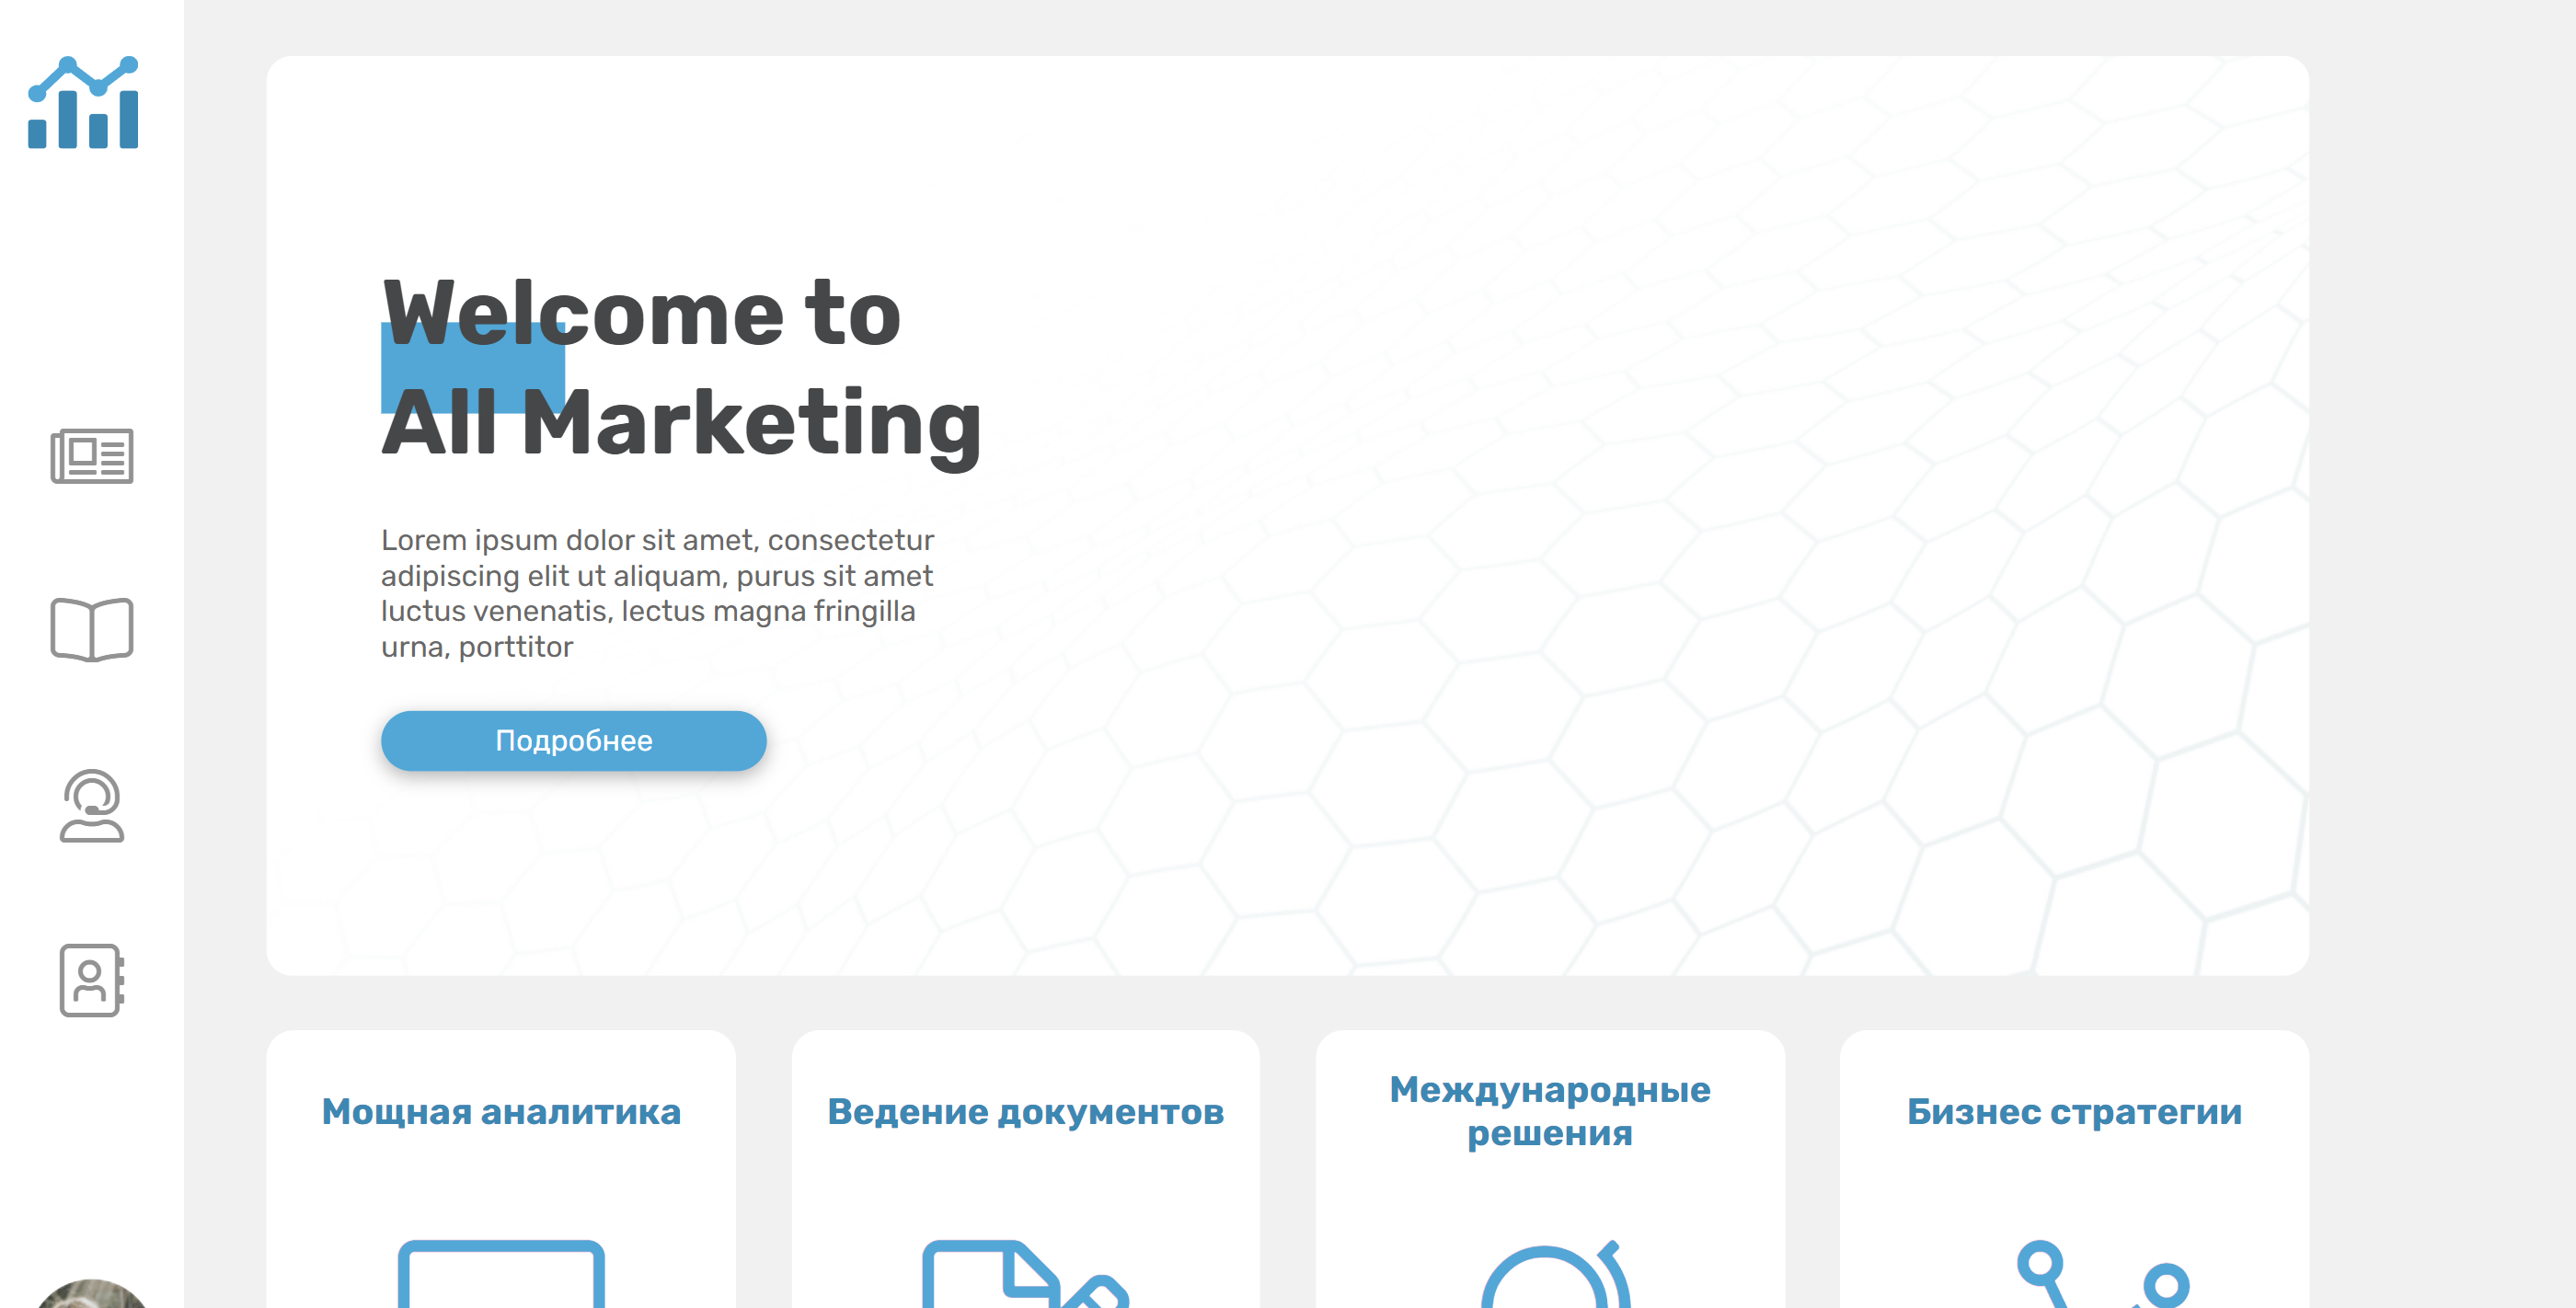 Welcome to
All Marketing
Lorem ipsum dolor sit amet, consectetur
adipiscing elit ut aliquam, purus sit amet
luctus venenatis, lectus magna fringilla
urna, porttitor
Подробнее
Мощная аналитика
Ведение документов
Международные
решения
Бизнес стратегии